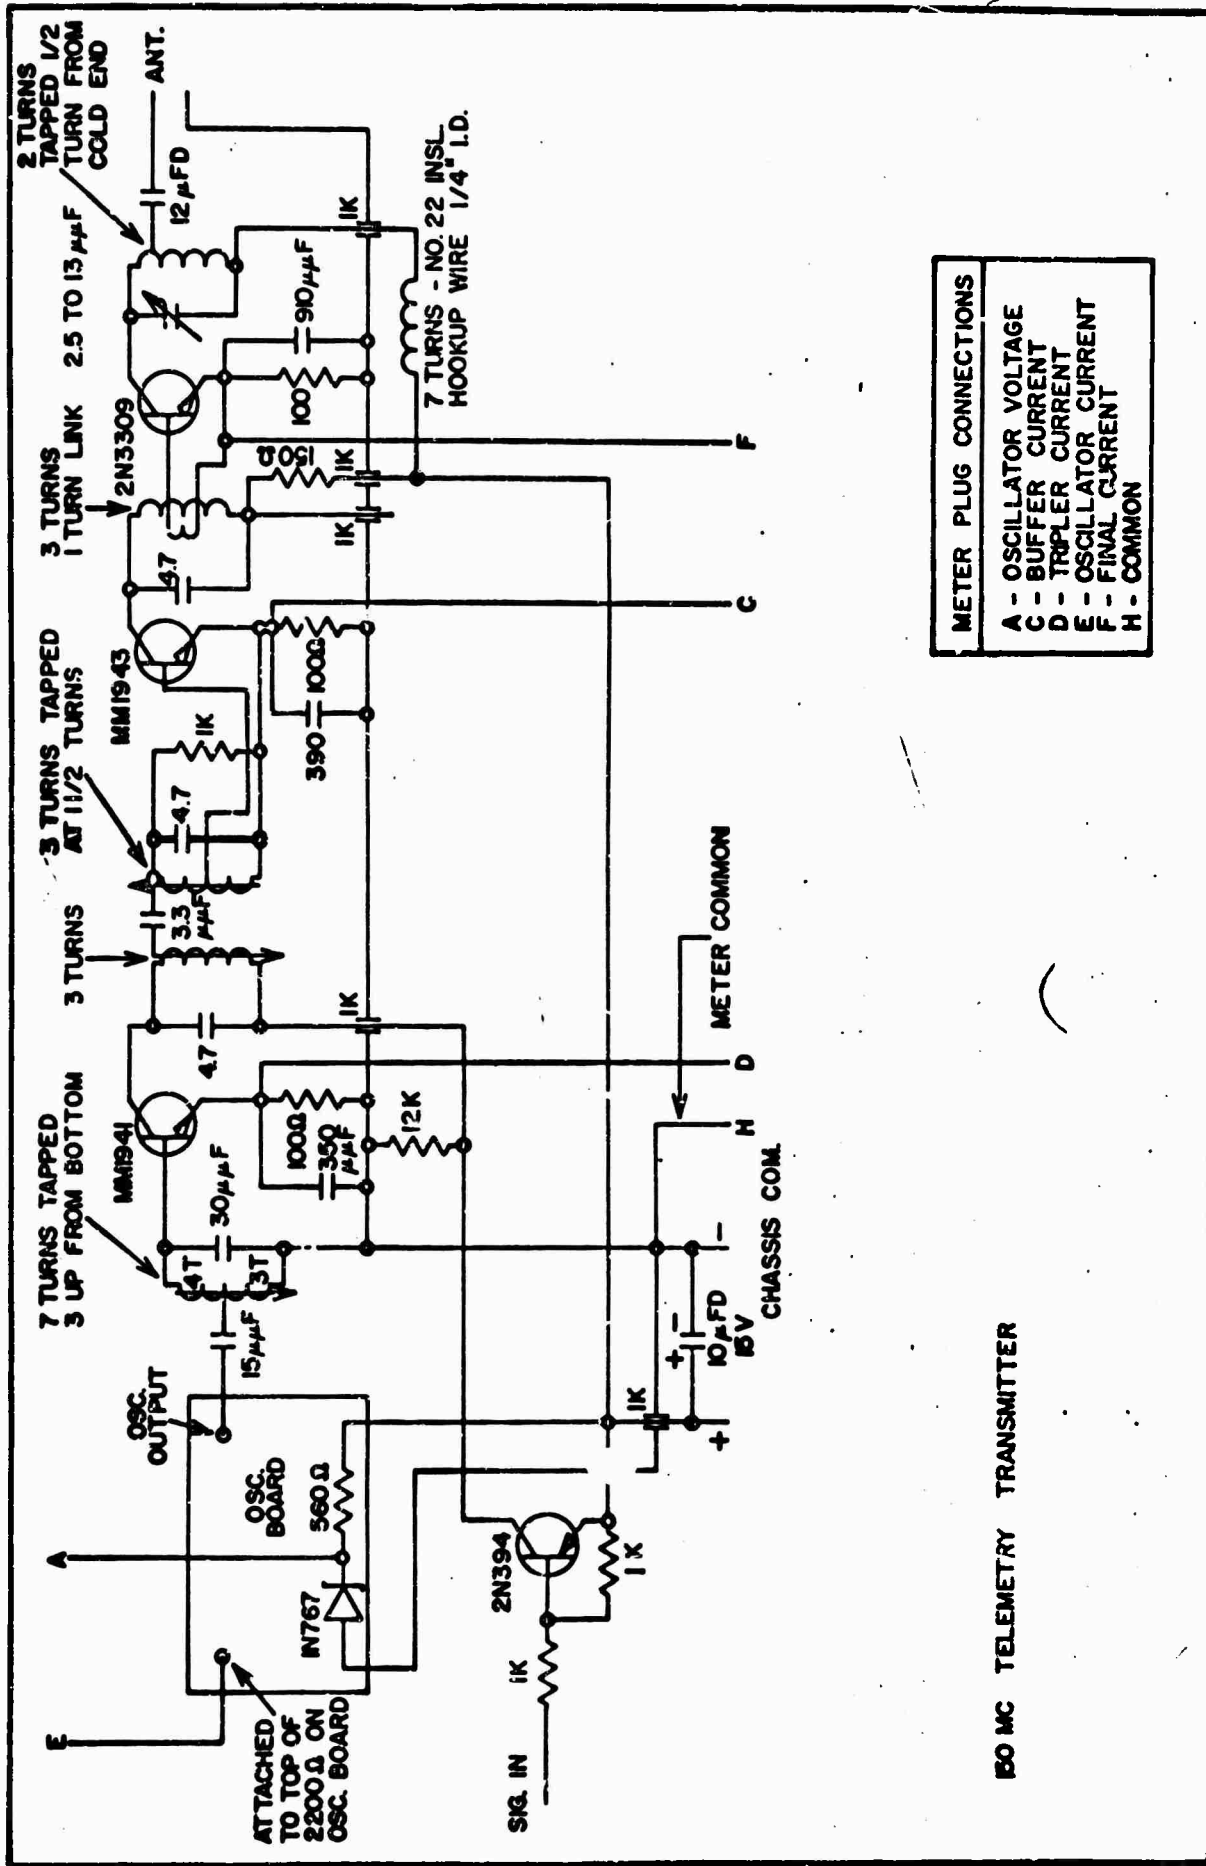 2 TURNS
TAPPED 1/2
TURN FROM
COLD END
ANT.
12μFD
2.5 TO 13μμF
910μμF
1K
3 TURNS
1 TURN LINK
2N3309
100
150Ω
1K
1K
7 TURNS - NO. 22 INSL.
HOOKUP WIRE 1/4" I.D.
F
4.7
MM1943
3 TURNS TAPPED
AT 1 1/2 TURNS
1K
4.7
390
100Ω
C
3 TURNS
3.3
μμF
4.7
1K
7 TURNS TAPPED
3 UP FROM BOTTOM
MM1941
30μμF
4T
3T
100Ω
350
μμF
12K
D
H
METER COMMON
CHASSIS COM.
15μμF
OSC.
OUTPUT
OSC.
BOARD
560Ω
1N767
A
E
ATTACHED
TO TOP OF
2200Ω ON
OSC. BOARD
+ -
10μFD
15V
+
-
1K
2N394
1K
1K
SIG. IN
METER PLUG CONNECTIONS
A - OSCILLATOR VOLTAGE
C - BUFFER CURRENT
D - TRIPLER CURRENT
E - OSCILLATOR CURRENT
F - FINAL CURRENT
H - COMMON
150 MC TELEMETRY TRANSMITTER